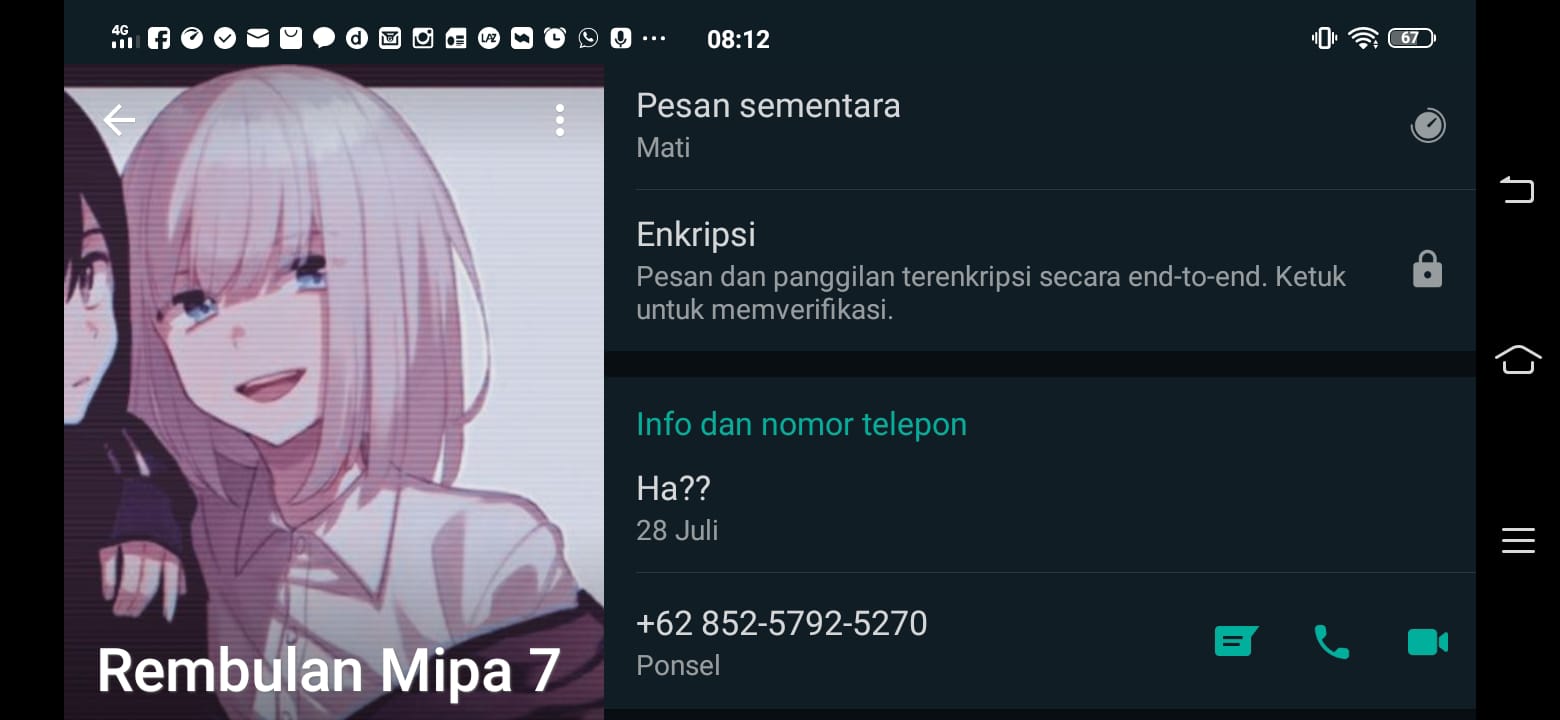 4G
08:12
67
Pesan sementara
Mati
Enkripsi
Pesan dan panggilan terenkripsi secara end-to-end. Ketuk
untuk memverifikasi.
Info dan nomor telepon
Ha??
28 Juli
+62 852-5792-5270
Ponsel
Rembulan Mipa 7